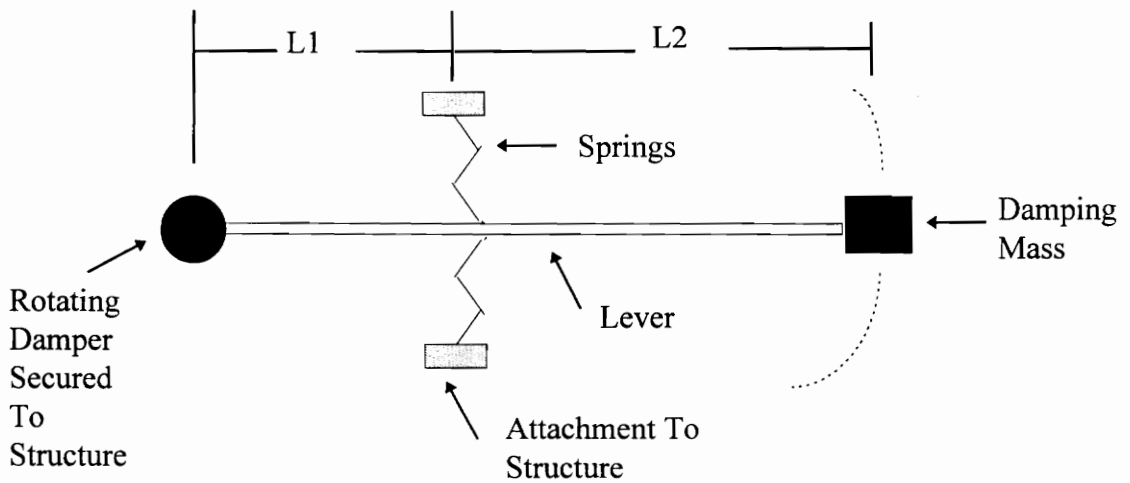 L1
L2
Springs
Damping
Mass
Rotating
Damper
Secured
To
Structure
Lever
Attachment To
Structure